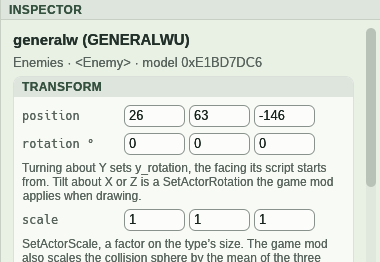 INSPECTOR
generalw (GENERALWU)
Enemies · <Enemy> · model 0xE1BD7DC6
TRANSFORM
position 26 63 -146
rotation ° 0 0 0
Turning about Y sets y_rotation, the facing its script starts
from. Tilt about X or Z is a SetActorRotation the game mod
applies when drawing.
scale 1 1 1
SetActorScale, a factor on the type's size. The game mod
also scales the collision sphere by the mean of the three